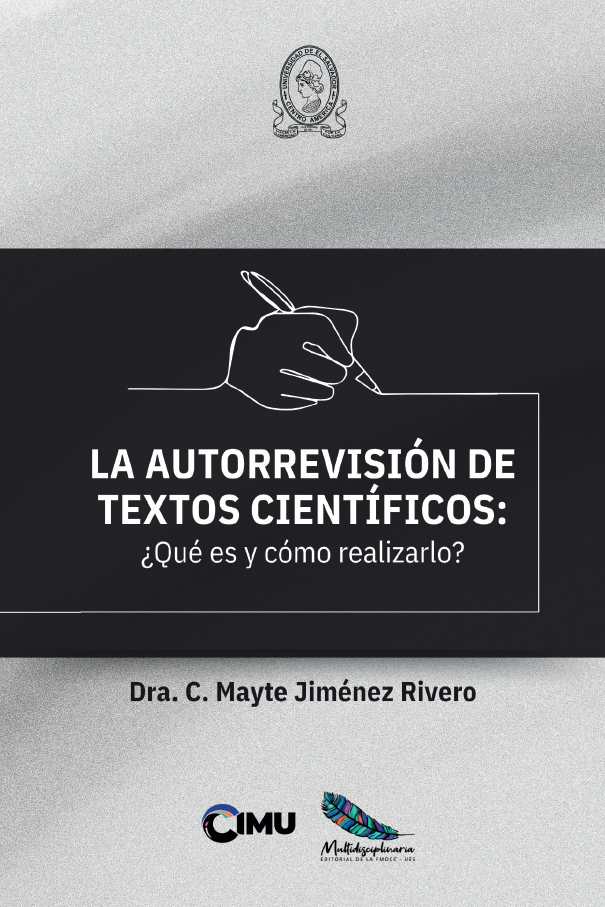 UNIVERSIDAD DE EL SALVADOR
CENTRO AMERICA
LA AUTORREVISIÓN DE
TEXTOS CIENTÍFICOS:
¿Qué es y cómo realizarlo?
Dra. C. Mayte Jiménez Rivero
CIMU
Multidisciplinaria
EDITORIAL DE LA FMOCC - UES